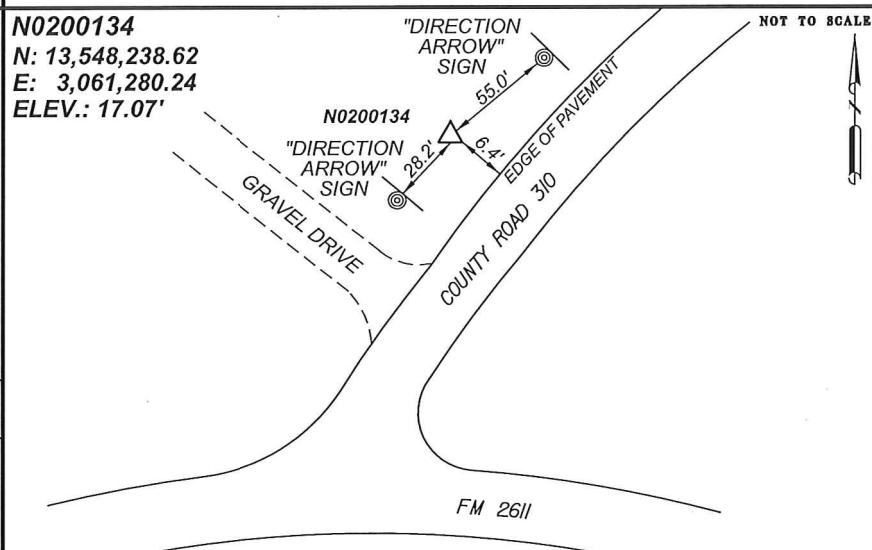 N0200134
N: 13,548,238.62
E: 3,061,280.24
ELEV.: 17.07'
NOT TO SCALE
"DIRECTION
ARROW"
SIGN
55.0'
N0200134
"DIRECTION
ARROW"
SIGN
28.2'
6.4'
EDGE OF PAVEMENT
GRAVEL DRIVE
COUNTY ROAD 310
FM 2611